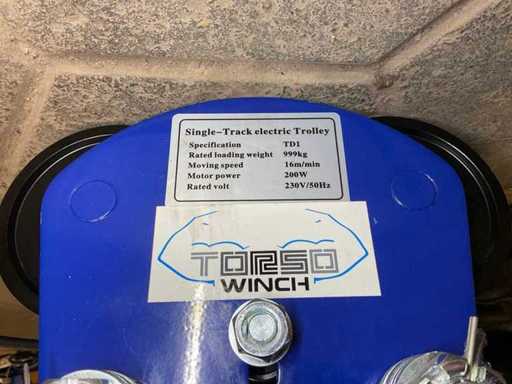 Single-Track electric Trolley
Specification TD1
Rated loading weight 999kg
Moving speed 16m/min
Motor power 200W
Rated volt 230V/50Hz
TORSO
WINCH